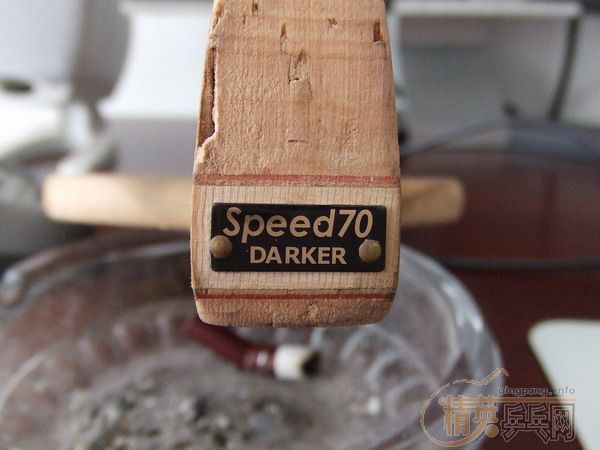 Speed70
DARKER
pingpang.info
精英乒乓网